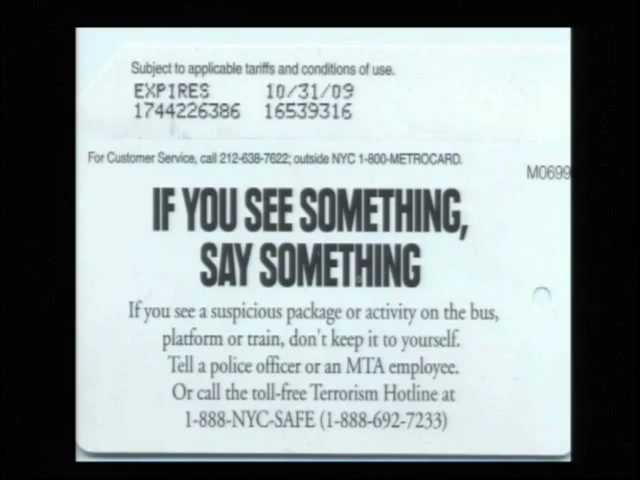 Subject to applicable tariffs and conditions of use.
EXPIRES 10/31/09
1744226386 16539316
For Customer Service, call 212-638-7622; outside NYC 1-800-METROCARD.
M0699
IF YOU SEE SOMETHING,
SAY SOMETHING
If you see a suspicious package or activity on the bus,
platform or train, don't keep it to yourself.
Tell a police officer or an MTA employee.
Or call the toll-free Terrorism Hotline at
1-888-NYC-SAFE (1-888-692-7233)